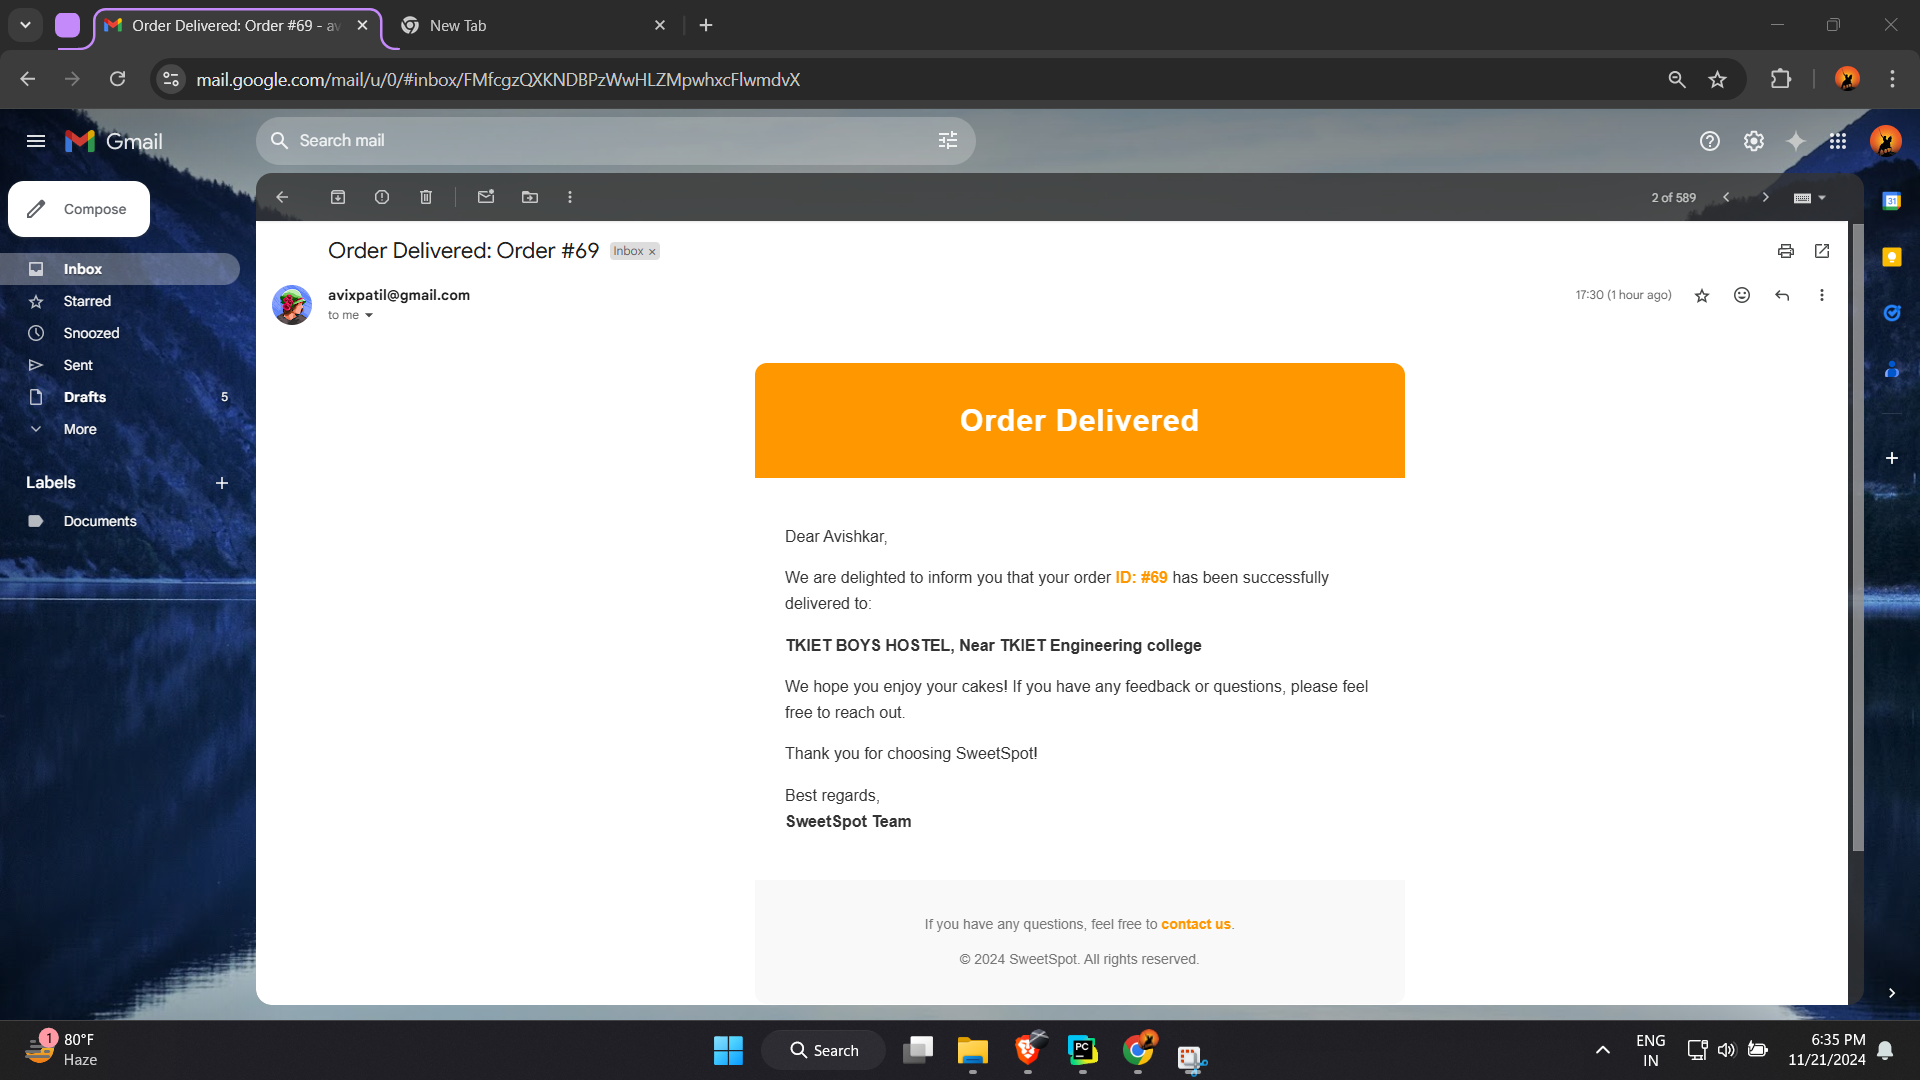 Order Delivered: Order #69 - av
New Tab
mail.google.com/mail/u/0/#inbox/FMfcgzQXKNDBPzWwHLZMpwhxcFlwmdvX
Gmail
Search mail
Compose
2 of 589
Inbox
Starred
Snoozed
Sent
Drafts 5
More
Labels
Documents
Order Delivered: Order #69 Inbox
avixpatil@gmail.com
17:30 (1 hour ago)
to me
31
Order Delivered
Dear Avishkar,
We are delighted to inform you that your order ID: #69 has been successfully
delivered to:
TKIET BOYS HOSTEL, Near TKIET Engineering college
We hope you enjoy your cakes! If you have any feedback or questions, please feel
free to reach out.
Thank you for choosing SweetSpot!
Best regards,
SweetSpot Team
If you have any questions, feel free to contact us.
© 2024 SweetSpot. All rights reserved.
1
80°F
Haze
Search
PC
ENG
IN
6:35 PM
11/21/2024